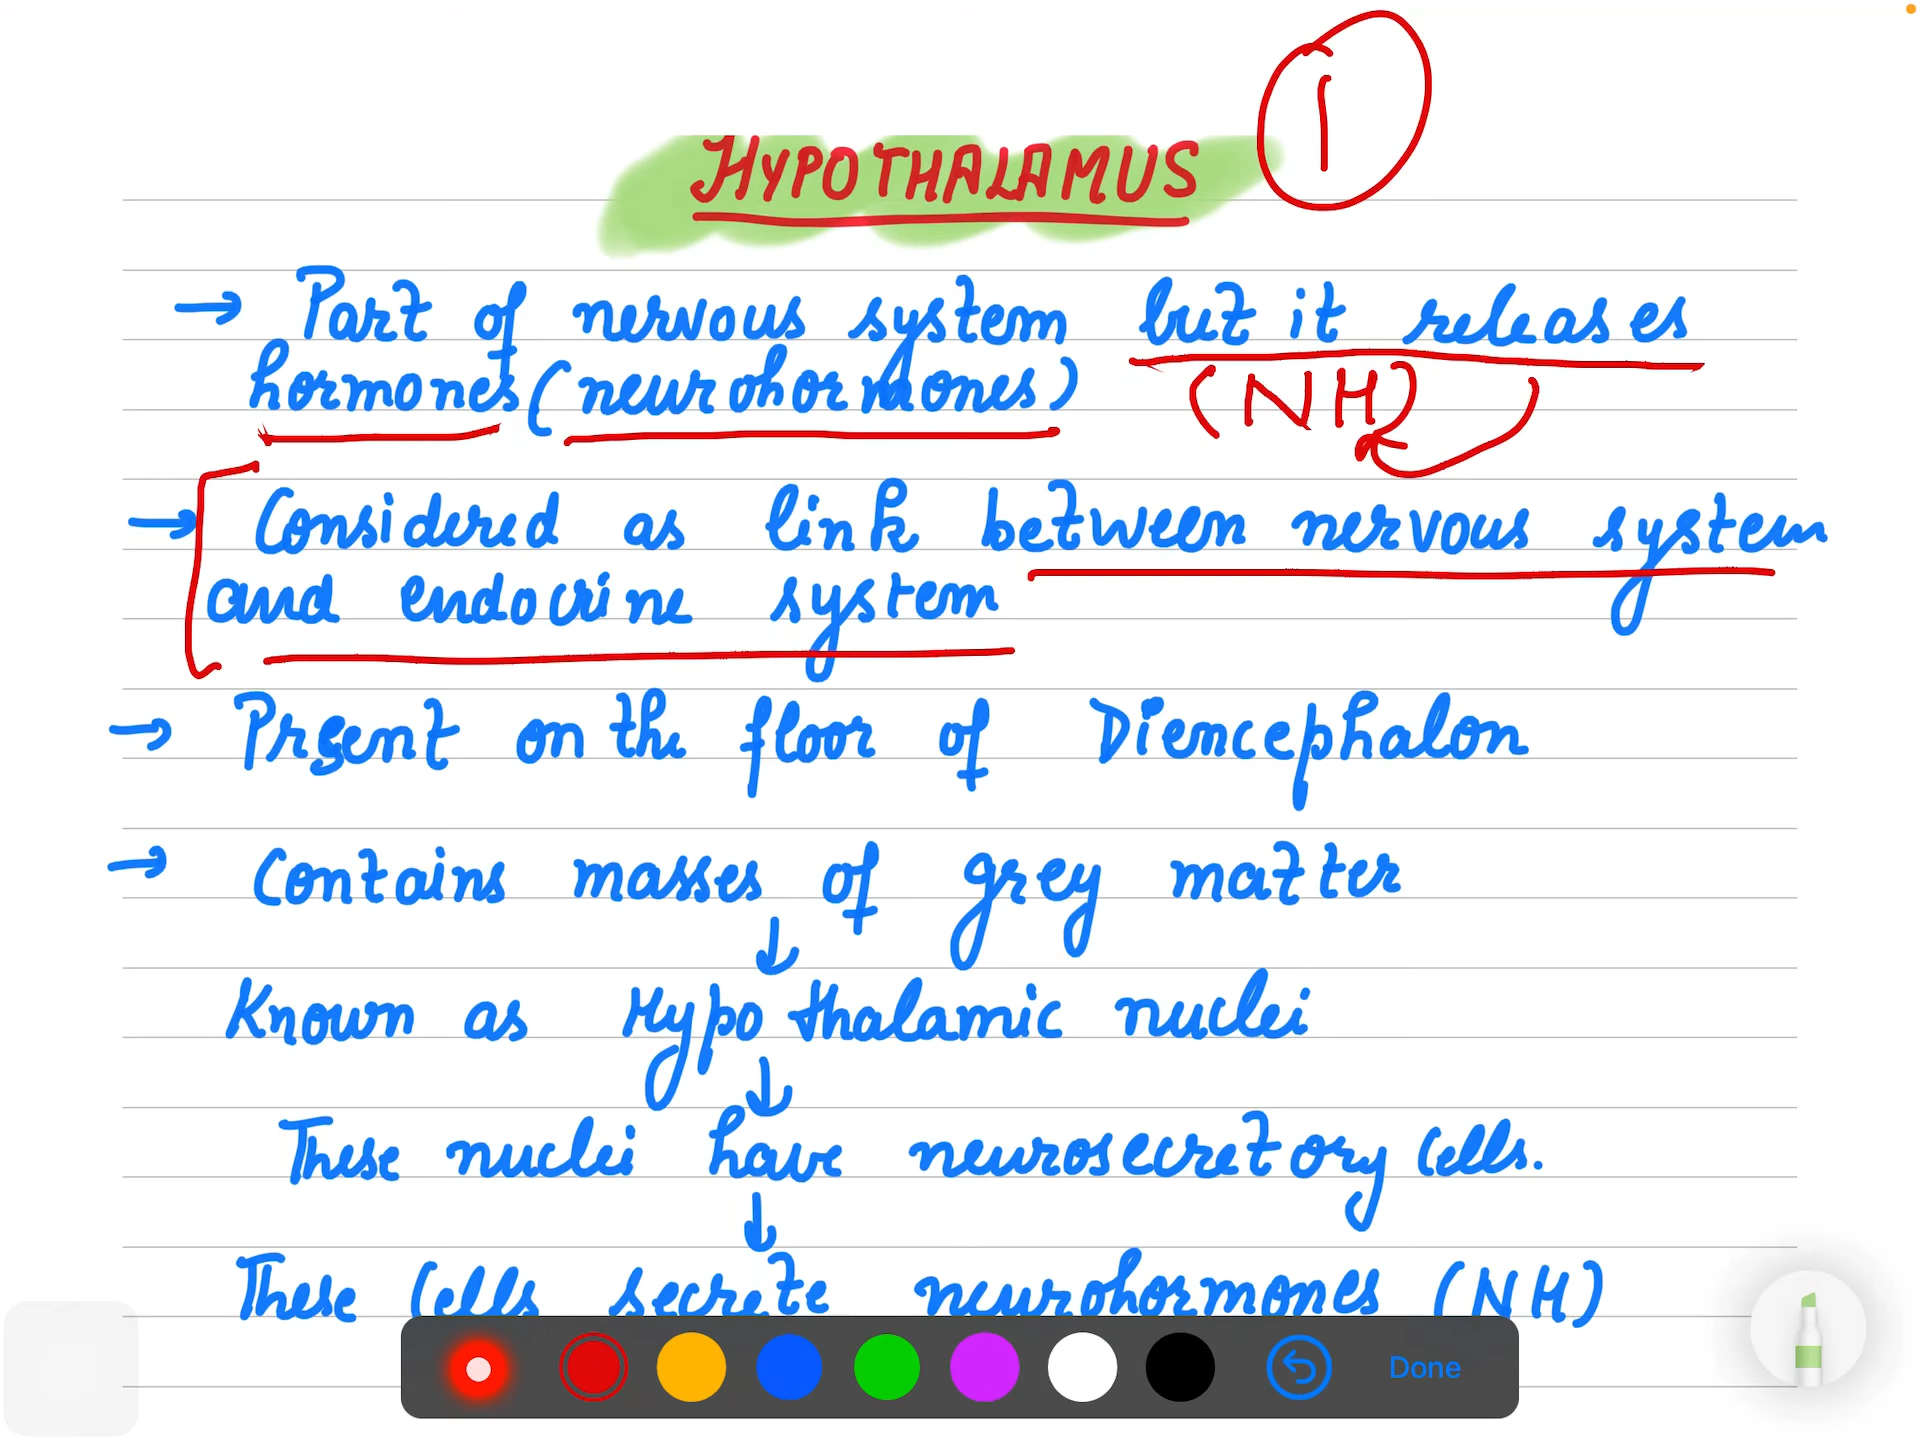 1
HYPOTHALAMUS
→ Part of nervous system but it releases
hormones (neurohormones) (NH)
→ Considered as link between nervous system
and endocrine system
→ Prsent on the floor of Diencephalon
→ Contains masses of grey matter
↓
Known as Hypothalamic nuclei
↓
These nuclei have neurosecretory cells.
↓
These cells secrete neurohormones (NH)
Done